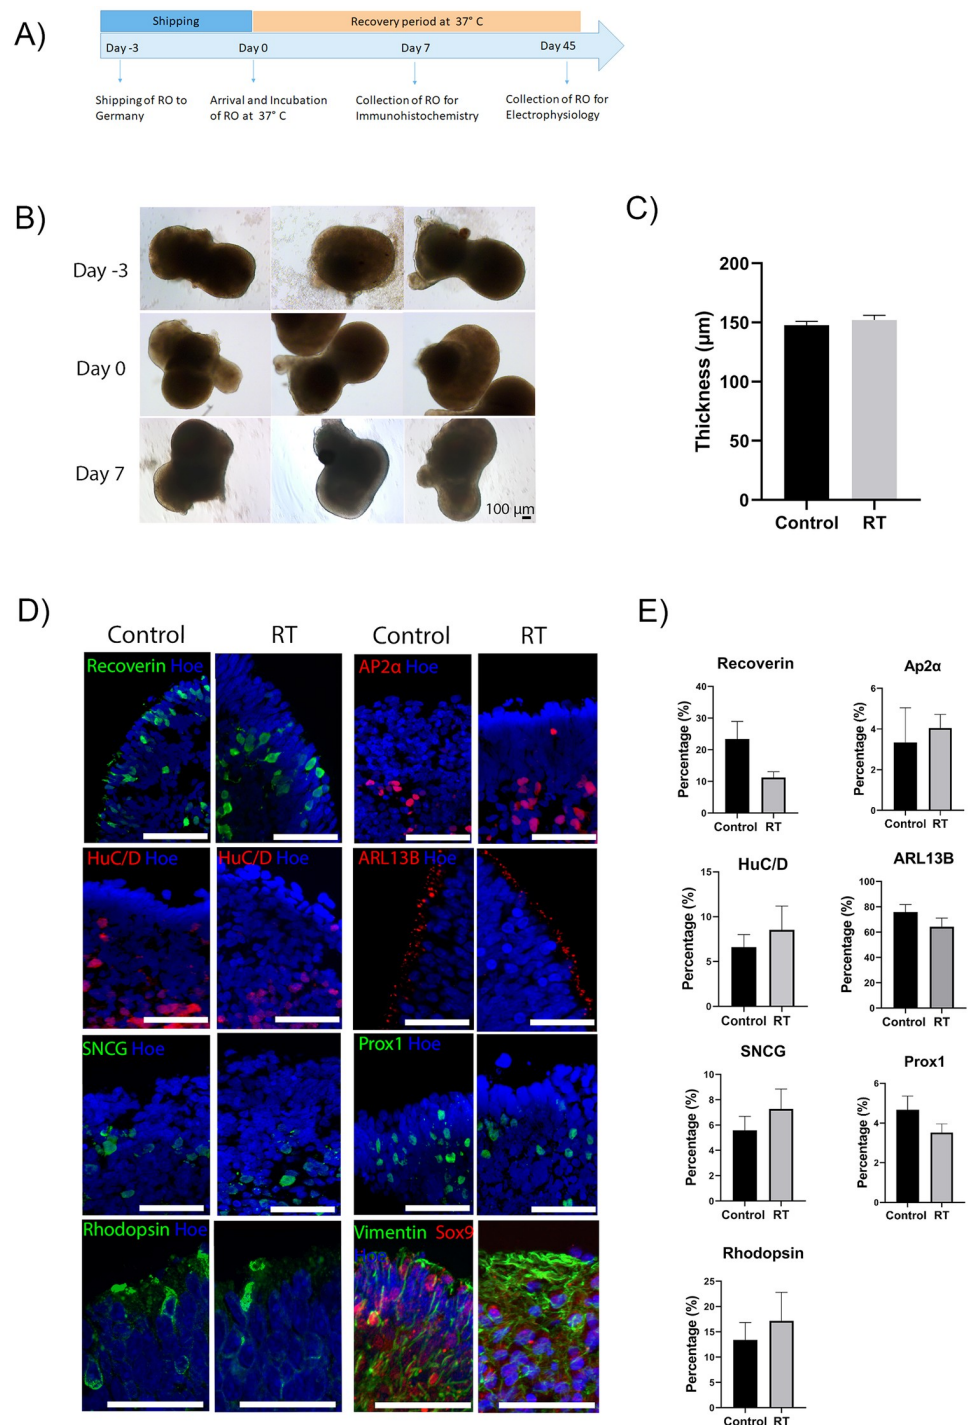 A)
Shipping
Recovery period at 37° C
Day -3
Day 0
Day 7
Day 45
Shipping of RO to
Germany
Arrival and Incubation
of RO at 37° C
Collection of RO for
Immunohistochemistry
Collection of RO for
Electrophysiology
B)
Day -3
Day 0
Day 7
100 µm
C)
Thickness (µm)
200
150
100
50
0
Control RT
D)
Control RT Control RT
Recoverin Hoe
AP2α Hoe
HuC/D Hoe
HuC/D Hoe
ARL13B Hoe
SNCG Hoe
Prox1 Hoe
Rhodopsin Hoe
Vimentin Sox9
E)
Recoverin
Percentage (%)
40
30
20
10
0
Control RT
Ap2α
Percentage (%)
6
4
2
0
Control RT
HuC/D
Percentage (%)
15
10
5
0
Control RT
ARL13B
Percentage (%)
100
80
60
40
20
0
Control RT
SNCG
Percentage (%)
10
8
6
4
2
0
Control RT
Prox1
Percentage (%)
6
4
2
0
Control RT
Rhodopsin
Percentage (%)
25
20
15
10
5
0
Control RT